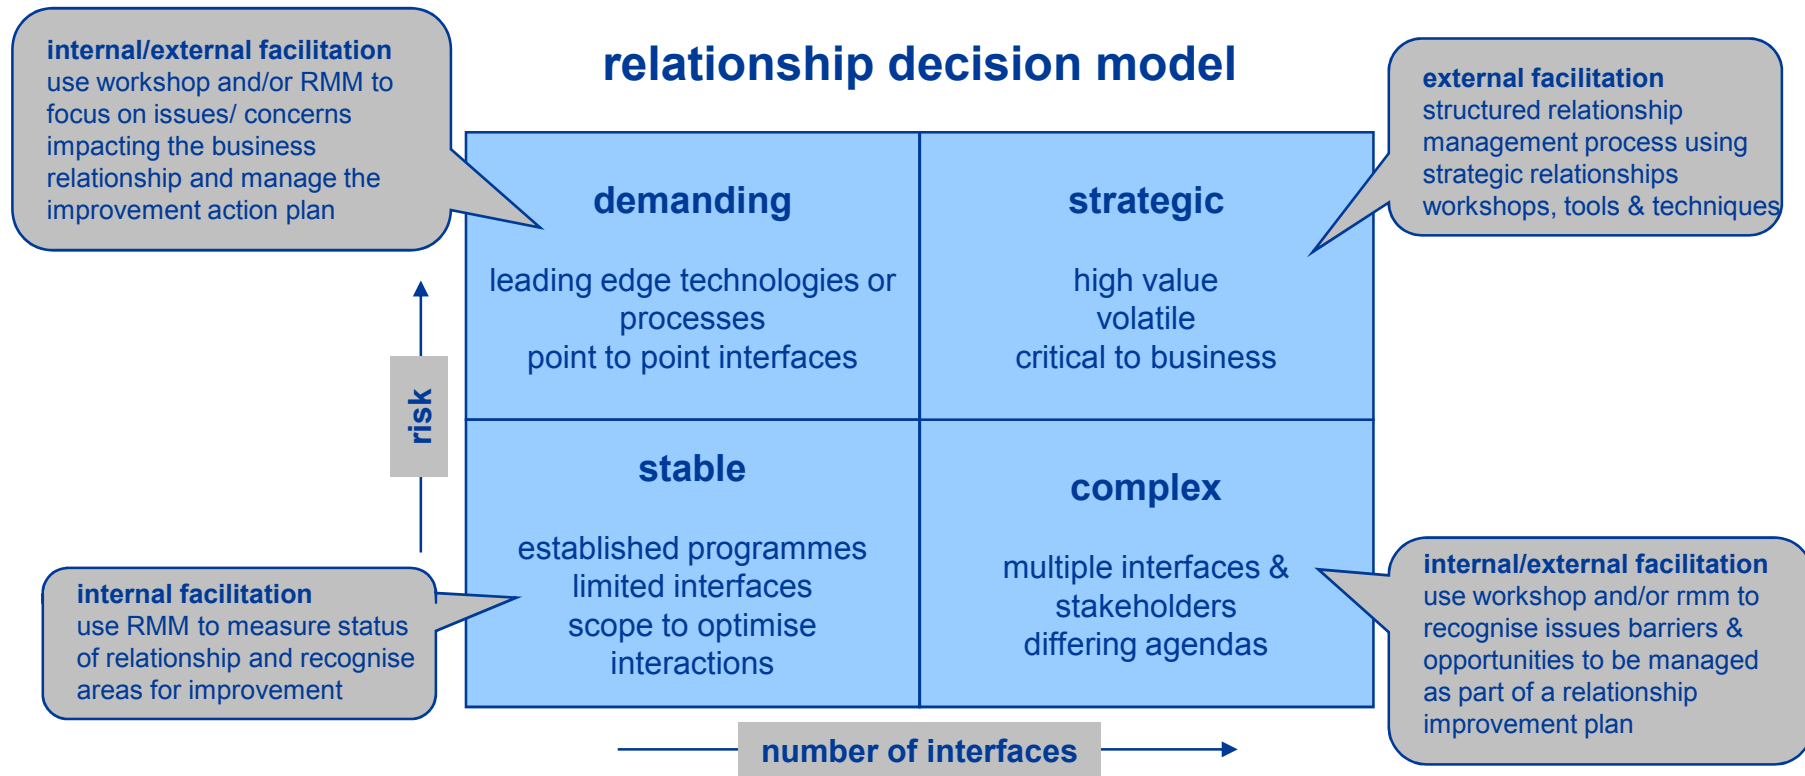 relationship decision model
internal/external facilitation
use workshop and/or RMM to
focus on issues/ concerns
impacting the business
relationship and manage the
improvement action plan
external facilitation
structured relationship
management process using
strategic relationships
workshops, tools & techniques
demanding
leading edge technologies or
processes
point to point interfaces
strategic
high value
volatile
critical to business
risk
stable
established programmes
limited interfaces
scope to optimise
interactions
complex
multiple interfaces &
stakeholders
differing agendas
internal facilitation
use RMM to measure status
of relationship and recognise
areas for improvement
internal/external facilitation
use workshop and/or rmm to
recognise issues barriers &
opportunities to be managed
as part of a relationship
improvement plan
number of interfaces